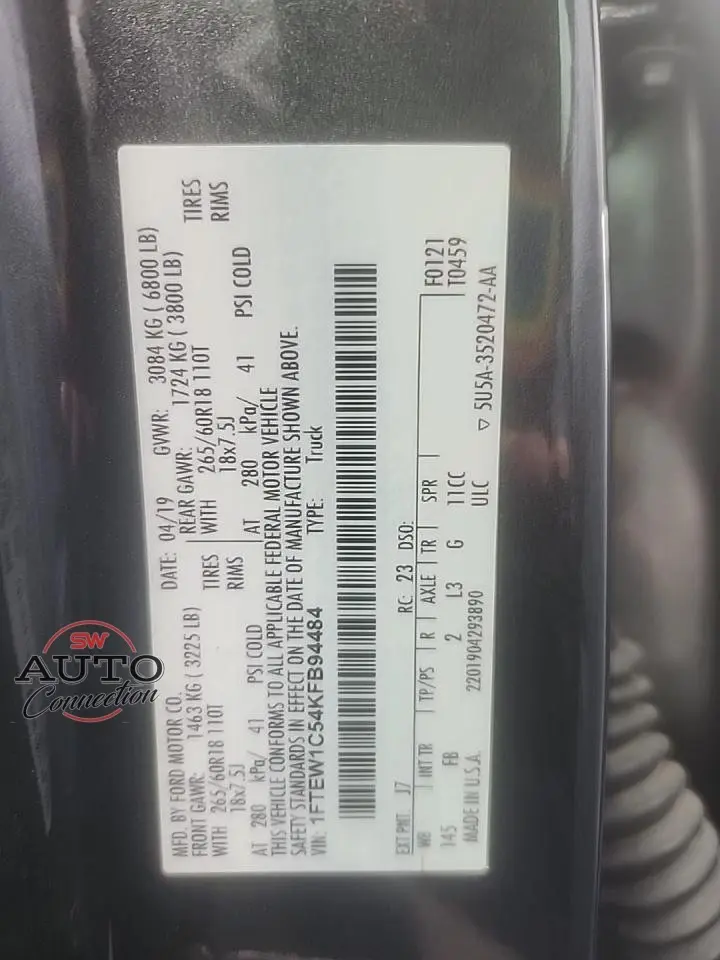 MFD. BY FORD MOTOR CO.
DATE: 04/19 GVWR: 3084 KG ( 6800 LB)
FRONT GAWR: 1463 KG ( 3225 LB) REAR GAWR: 1724 KG ( 3800 LB)
WITH 265/60R18 110T TIRES WITH 265/60R18 110T TIRES
18x7.5J RIMS 18x7.5J RIMS
AT 280 kPa/ 41 PSI COLD AT 280 kPa/ 41 PSI COLD
THIS VEHICLE CONFORMS TO ALL APPLICABLE FEDERAL MOTOR VEHICLE
SAFETY STANDARDS IN EFFECT ON THE DATE OF MANUFACTURE SHOWN ABOVE.
VIN: 1FTEW1C54KFB94484 TYPE: Truck
EXT PNT: J7 RC: 23 DSO:
WB INT TR TP/PS R AXLE TR SPR F0121
145 FB 2 L3 G 11CC T0459
MADE IN U.S.A. 2201904293890 ULC ▽ 5U5A-3520472-AA
SW
AUTO
Connection